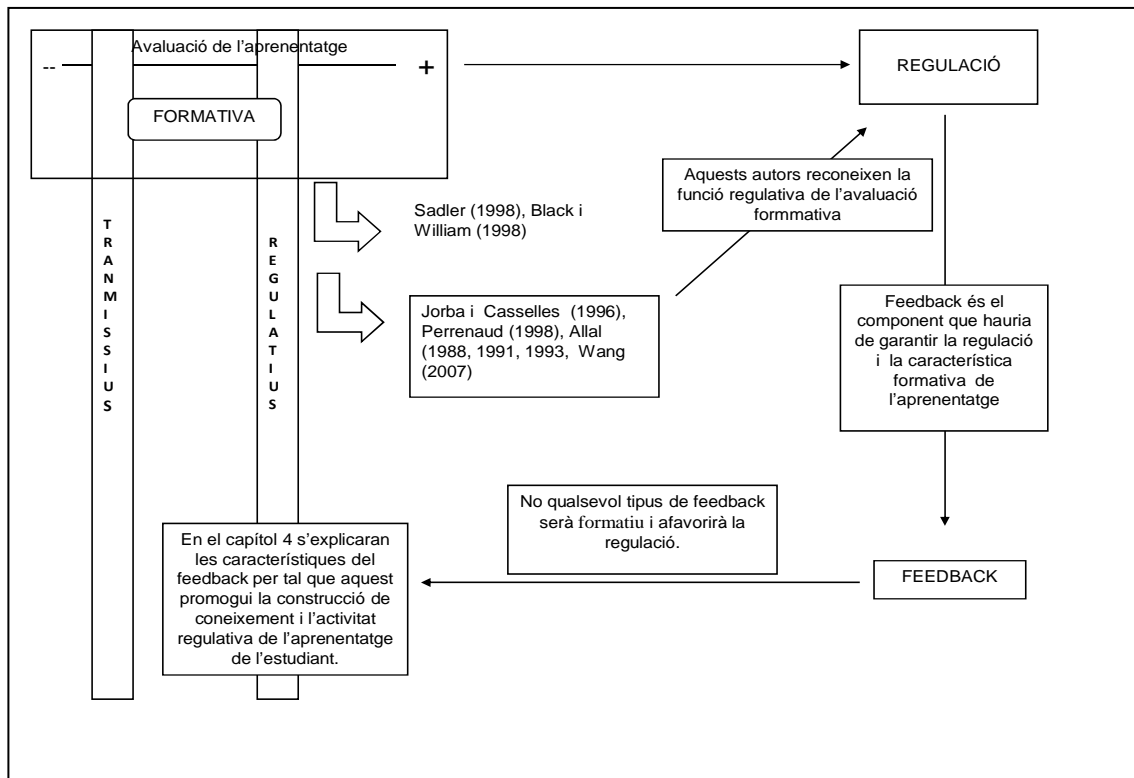 Avaluació de l'aprenentatge
-- +
FORMATIVA
REGULACIÓ
TRANMISSIUS
REGULATIUS
Sadler (1998), Black i
William (1998)
Aquests autors reconeixen la
funció regulativa de l'avaluació
formmativa
Jorba i Casselles (1996),
Perrenaud (1998), Allal
(1988, 1991, 1993, Wang
(2007)
Feedback és el
component que hauria
de garantir la regulació
i la característica
formativa de
l'aprenentatge
No qualsevol tipus de feedback
serà formatiu i afavorirà la
regulació.
FEEDBACK
En el capítol 4 s'explicaran
les característiques del
feedback per tal que aquest
promogui la construcció de
coneixement i l'activitat
regulativa de l'aprenentatge
de l'estudiant.